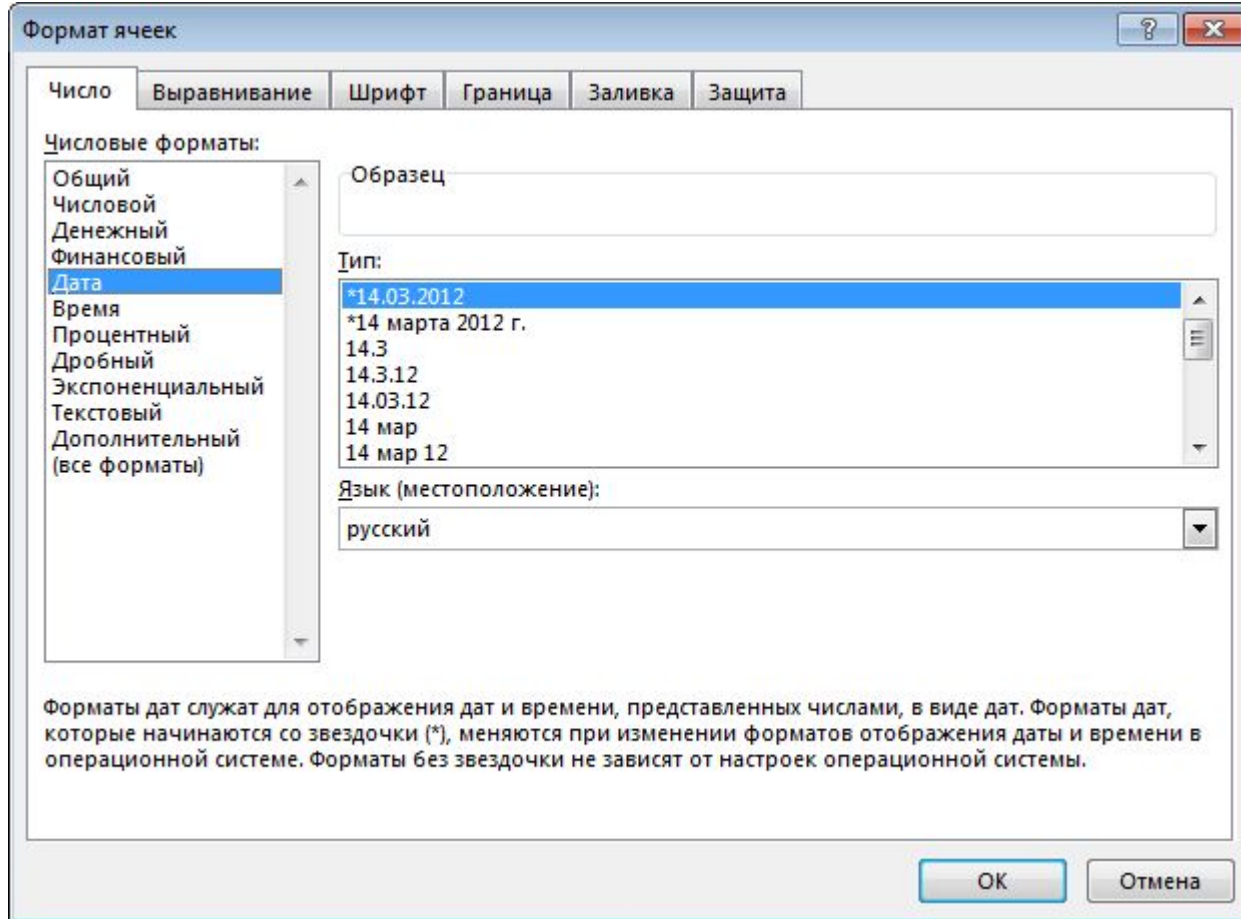 Формат ячеек
Число
Выравнивание
Шрифт
Граница
Заливка
Защита
Числовые форматы:
Общий
Числовой
Денежный
Финансовый
Дата
Время
Процентный
Дробный
Экспоненциальный
Текстовый
Дополнительный
(все форматы)
Образец
Тип:
*14.03.2012
*14 марта 2012 г.
14.3
14.3.12
14.03.12
14 мар
14 мар 12
Язык (местоположение):
русский
Форматы дат служат для отображения дат и времени, представленных числами, в виде дат. Форматы дат,
которые начинаются со звездочки (*), меняются при изменении форматов отображения даты и времени в
операционной системе. Форматы без звездочки не зависят от настроек операционной системы.
ОК
Отмена